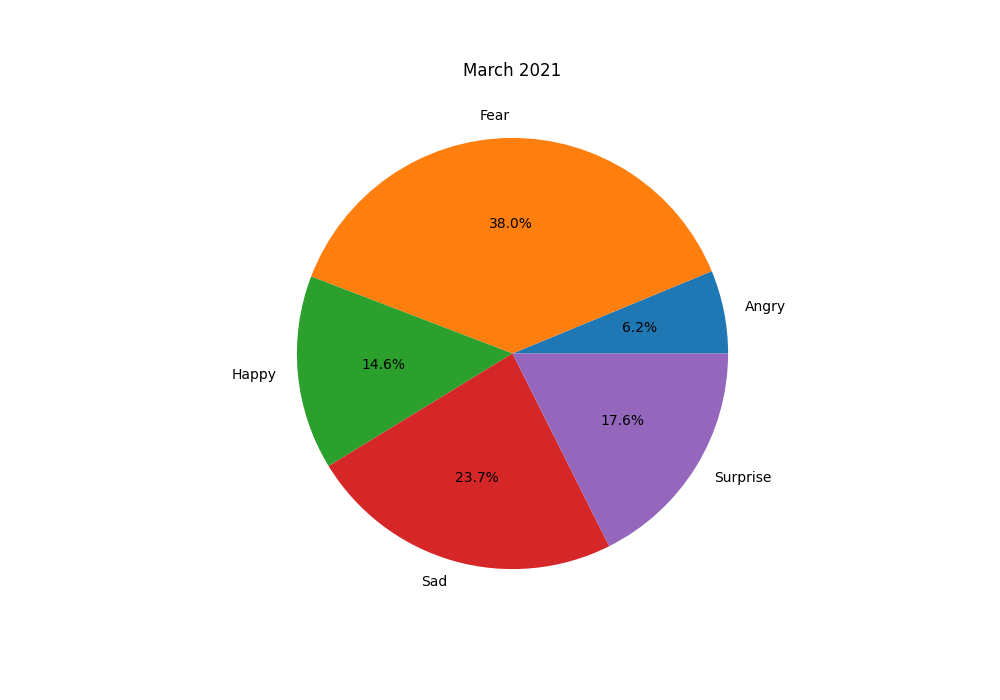 March 2021
Fear
38.0%
Angry
6.2%
14.6%
Happy
17.6%
23.7%
Surprise
Sad